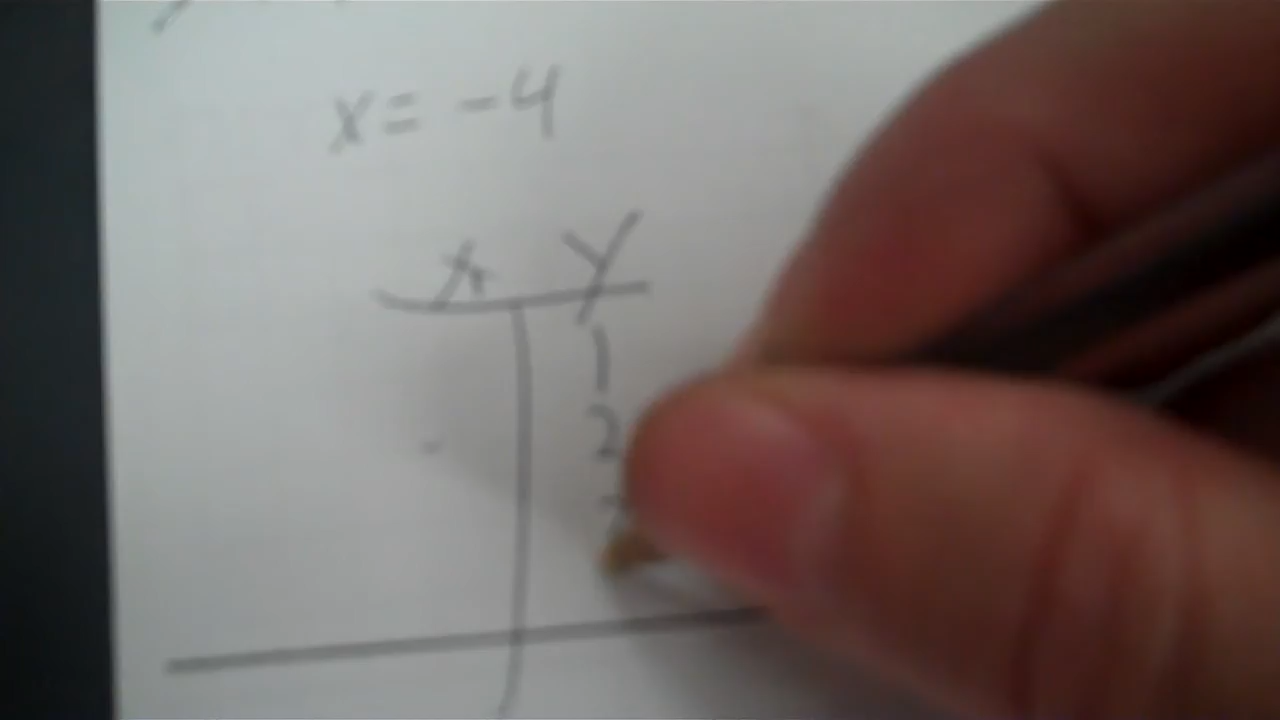 x = -4
x y
1
2